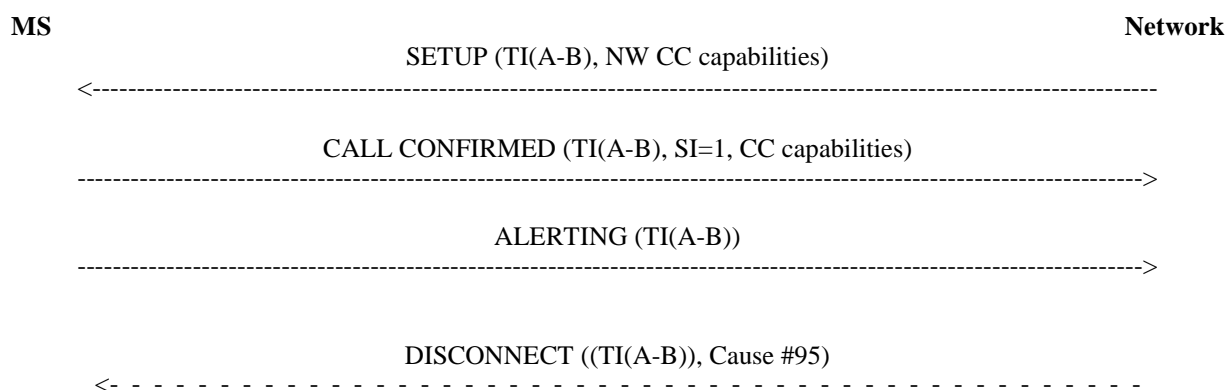 MS Network
SETUP (TI(A-B), NW CC capabilities)
<-----------------------------------------------------------------------------------------------------------------------
CALL CONFIRMED (TI(A-B), SI=1, CC capabilities)
----------------------------------------------------------------------------------------------------------------------->
ALERTING (TI(A-B))
----------------------------------------------------------------------------------------------------------------------->
DISCONNECT ((TI(A-B)), Cause #95)
<- - - - - - - - - - - - - - - - - - - - - - - - - - - - - - - - - - - -